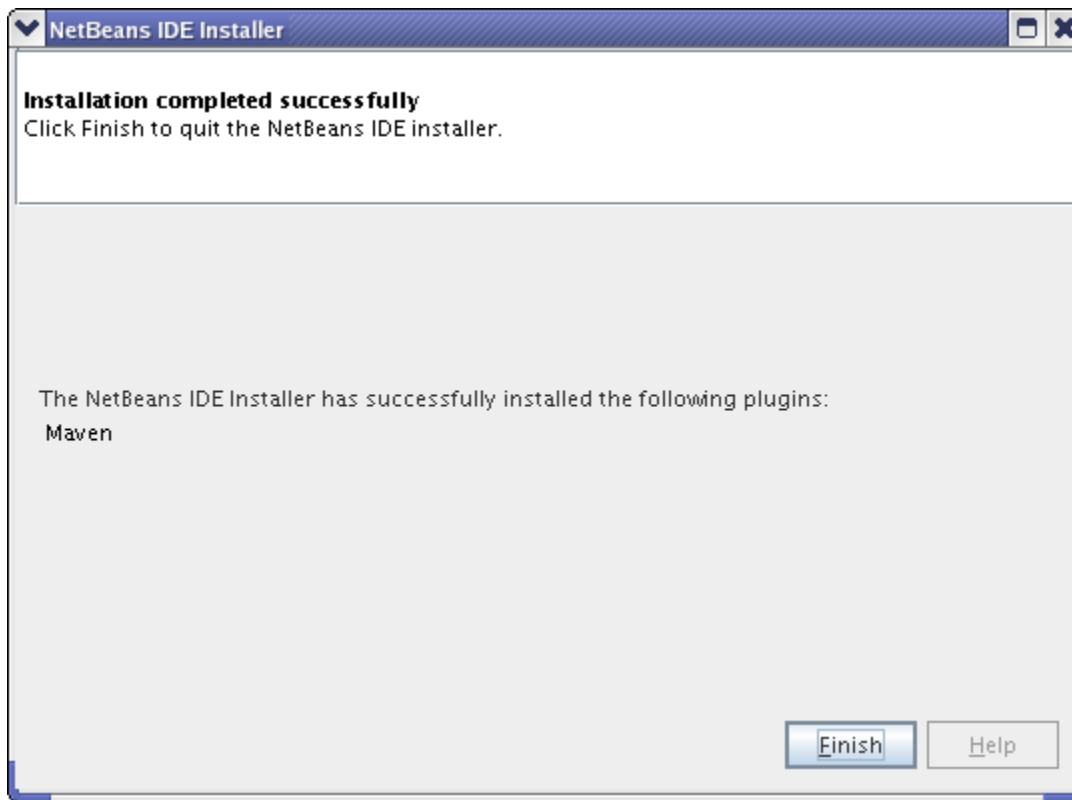 NetBeans IDE Installer
Installation completed successfully
Click Finish to quit the NetBeans IDE installer.
The NetBeans IDE Installer has successfully installed the following plugins:
Maven
Finish
Help